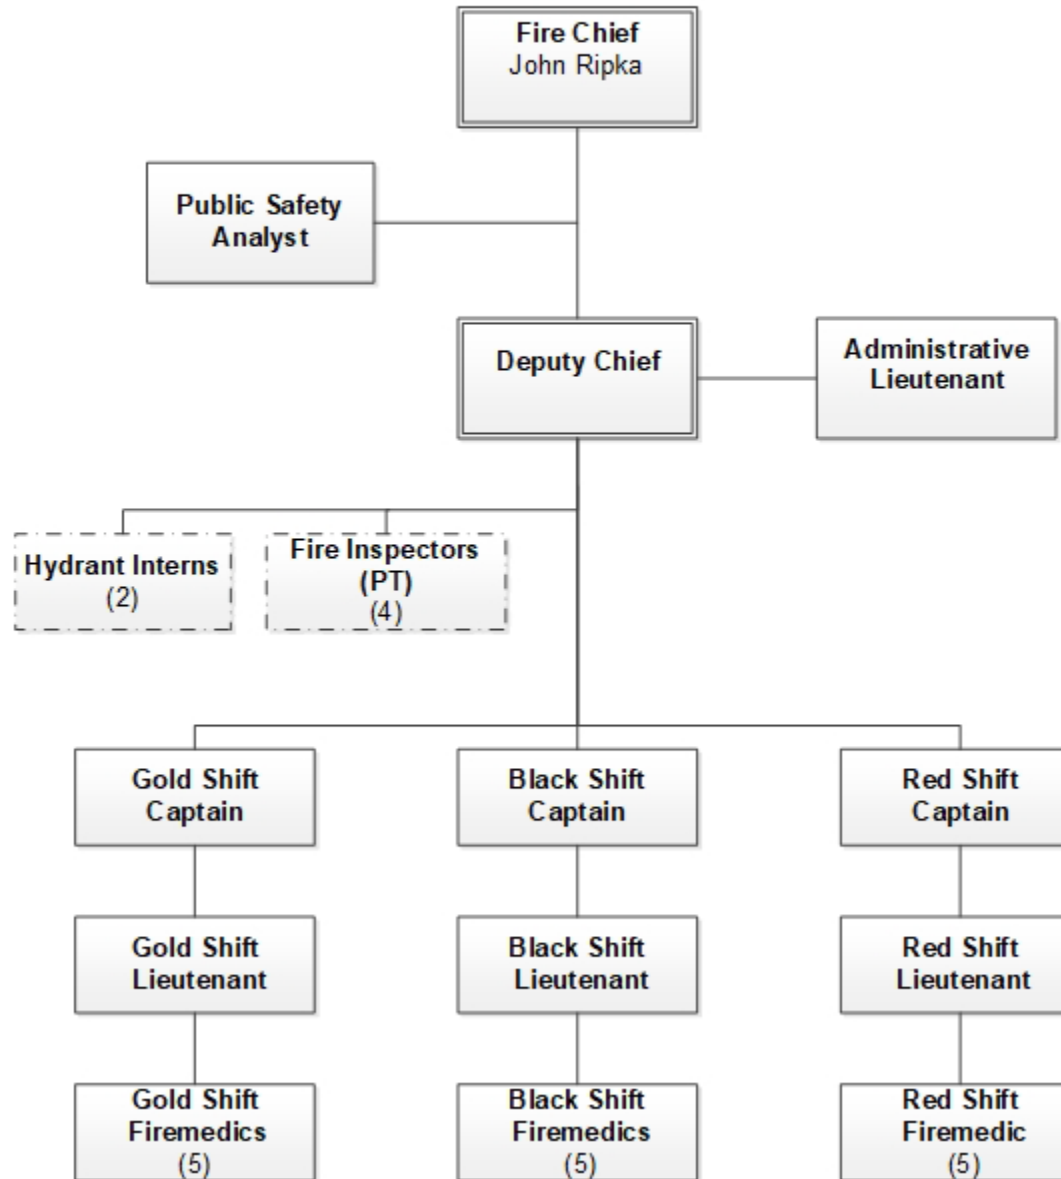 Fire Chief
John Ripka
Public Safety
Analyst
Deputy Chief
Administrative
Lieutenant
Hydrant Interns
(2)
Fire Inspectors
(PT)
(4)
Gold Shift
Captain
Black Shift
Captain
Red Shift
Captain
Gold Shift
Lieutenant
Black Shift
Lieutenant
Red Shift
Lieutenant
Gold Shift
Firemedics
(5)
Black Shift
Firemedics
(5)
Red Shift
Firemedic
(5)